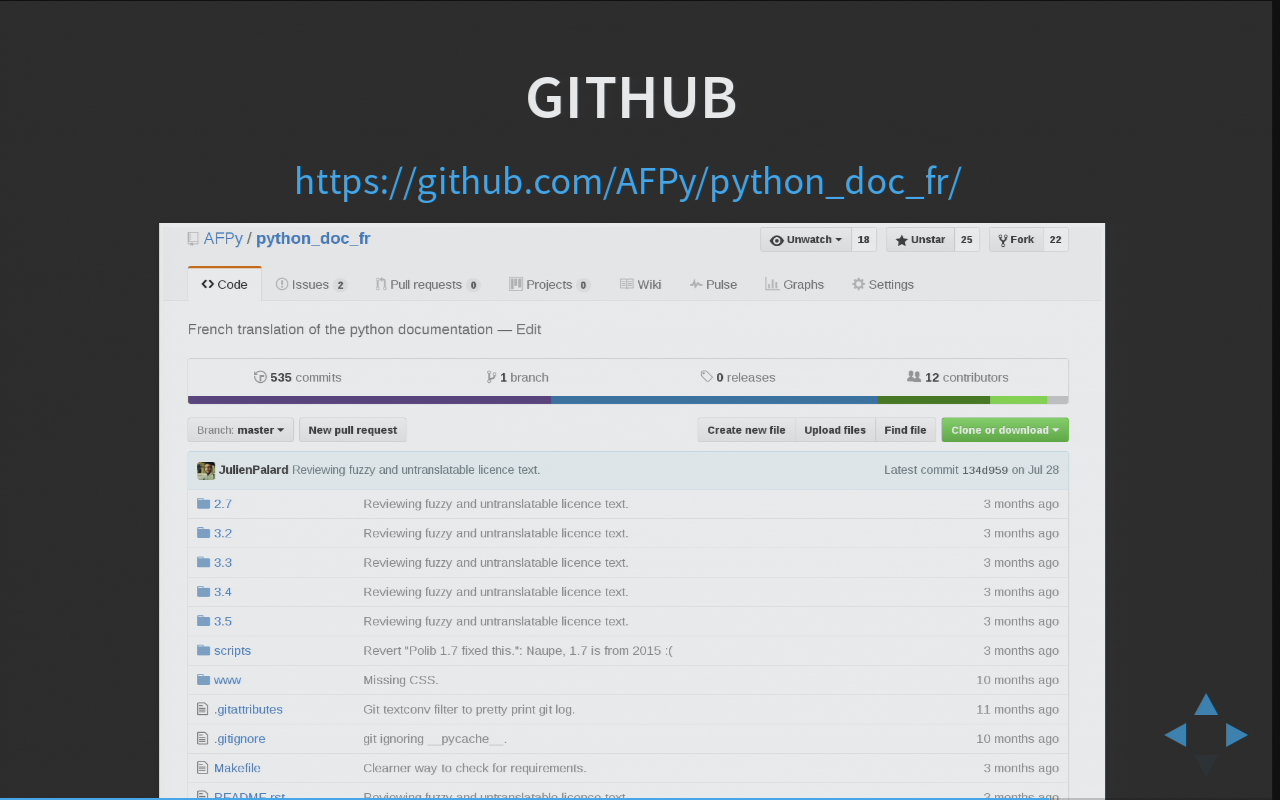 GITHUB
https://github.com/AFPy/python_doc_fr/
AFPy / python_doc_fr Unwatch 18 Unstar 25 Fork 22
Code Issues 2 Pull requests 0 Projects 0 Wiki Pulse Graphs Settings
French translation of the python documentation — Edit
535 commits 1 branch 0 releases 12 contributors
Branch: master New pull request Create new file Upload files Find file Clone or download
JulienPalard Reviewing fuzzy and untranslatable licence text. Latest commit 134d959 on Jul 28
2.7 Reviewing fuzzy and untranslatable licence text. 3 months ago
3.2 Reviewing fuzzy and untranslatable licence text. 3 months ago
3.3 Reviewing fuzzy and untranslatable licence text. 3 months ago
3.4 Reviewing fuzzy and untranslatable licence text. 3 months ago
3.5 Reviewing fuzzy and untranslatable licence text. 3 months ago
scripts Revert "Polib 1.7 fixed this.": Naupe, 1.7 is from 2015 :( 3 months ago
www Missing CSS. 10 months ago
.gitattributes Git textconv filter to pretty print git log. 11 months ago
.gitignore git ignoring __pycache__. 10 months ago
Makefile Clearner way to check for requirements. 3 months ago
README.rst Reviewing fuzzy and untranslatable licence text. 3 months ago